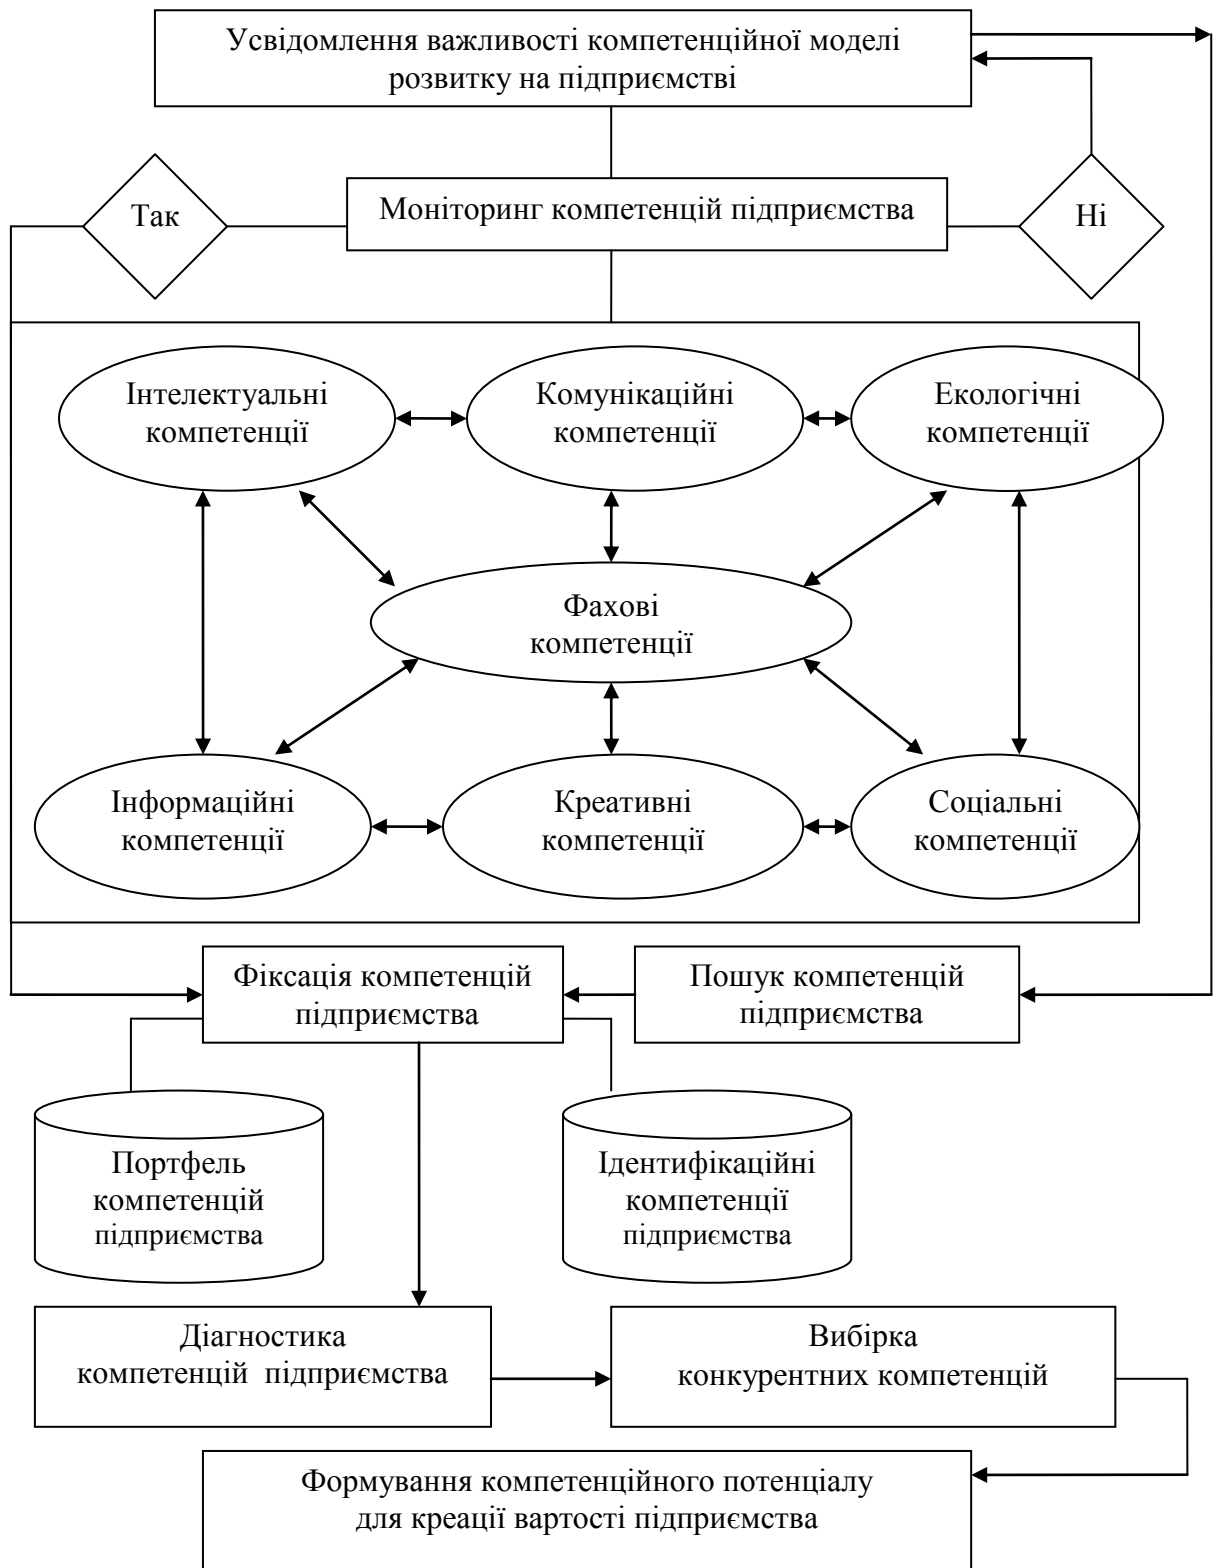 Усвідомлення важливості компетенційної моделі
розвитку на підприємстві
Так
Моніторинг компетенцій підприємства
Ні
Інтелектуальні
компетенції
Комунікаційні
компетенції
Екологічні
компетенції
Фахові
компетенції
Інформаційні
компетенції
Креативні
компетенції
Соціальні
компетенції
Фіксація компетенцій
підприємства
Пошук компетенцій
підприємства
Портфель
компетенцій
підприємства
Ідентифікаційні
компетенції
підприємства
Діагностика
компетенцій підприємства
Вибірка
конкурентних компетенцій
Формування компетенційного потенціалу
для креації вартості підприємства